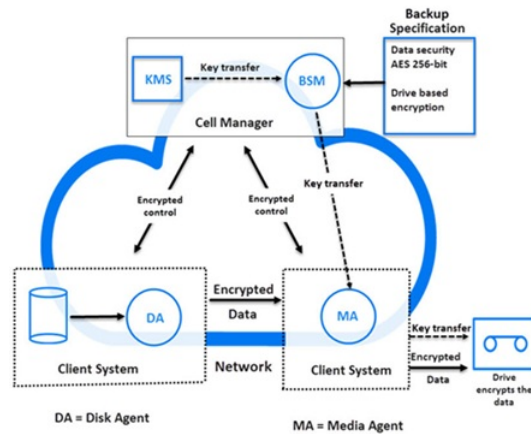 Backup
Specification
Data security
AES 256-bit
Drive based
encryption
KMS
Key transfer
BSM
Cell Manager
Encrypted
control
Encrypted
control
Key transfer
DA
Client System
Encrypted
Data
Network
MA
Client System
Key transfer
Encrypted
Data
Drive
encrypts the
data
DA = Disk Agent
MA = Media Agent